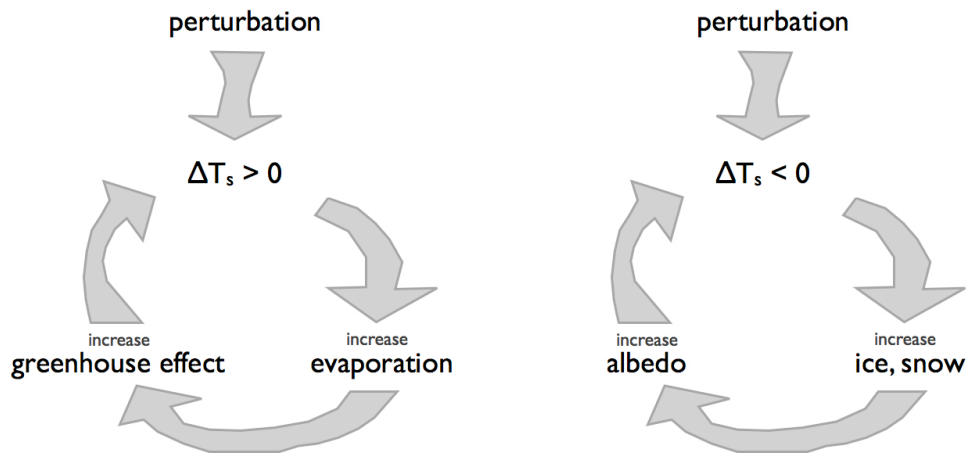 perturbation
ΔTs > 0
increase
evaporation
increase
greenhouse effect
perturbation
ΔTs < 0
increase
ice, snow
increase
albedo